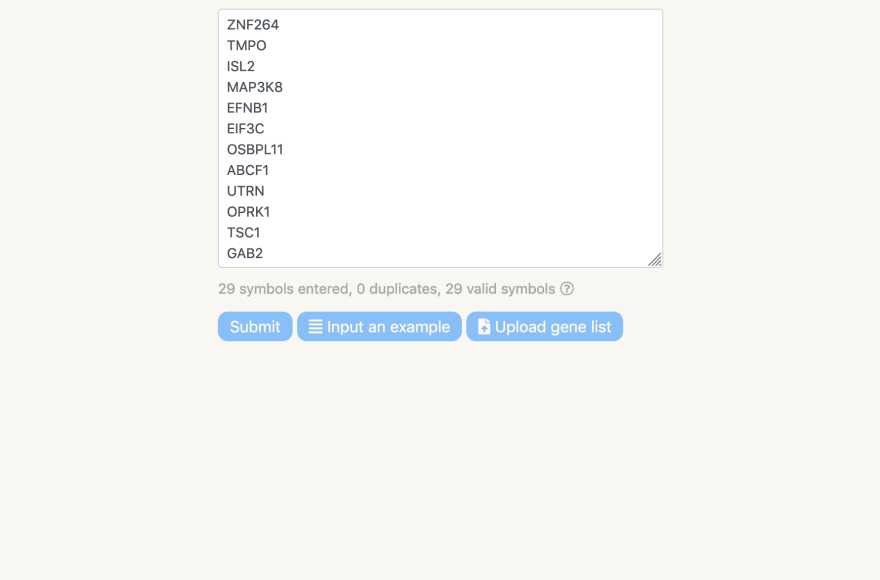 ZNF264
TMPO
ISL2
MAP3K8
EFNB1
EIF3C
OSBPL11
ABCF1
UTRN
OPRK1
TSC1
GAB2
29 symbols entered, 0 duplicates, 29 valid symbols ?
Submit Input an example Upload gene list